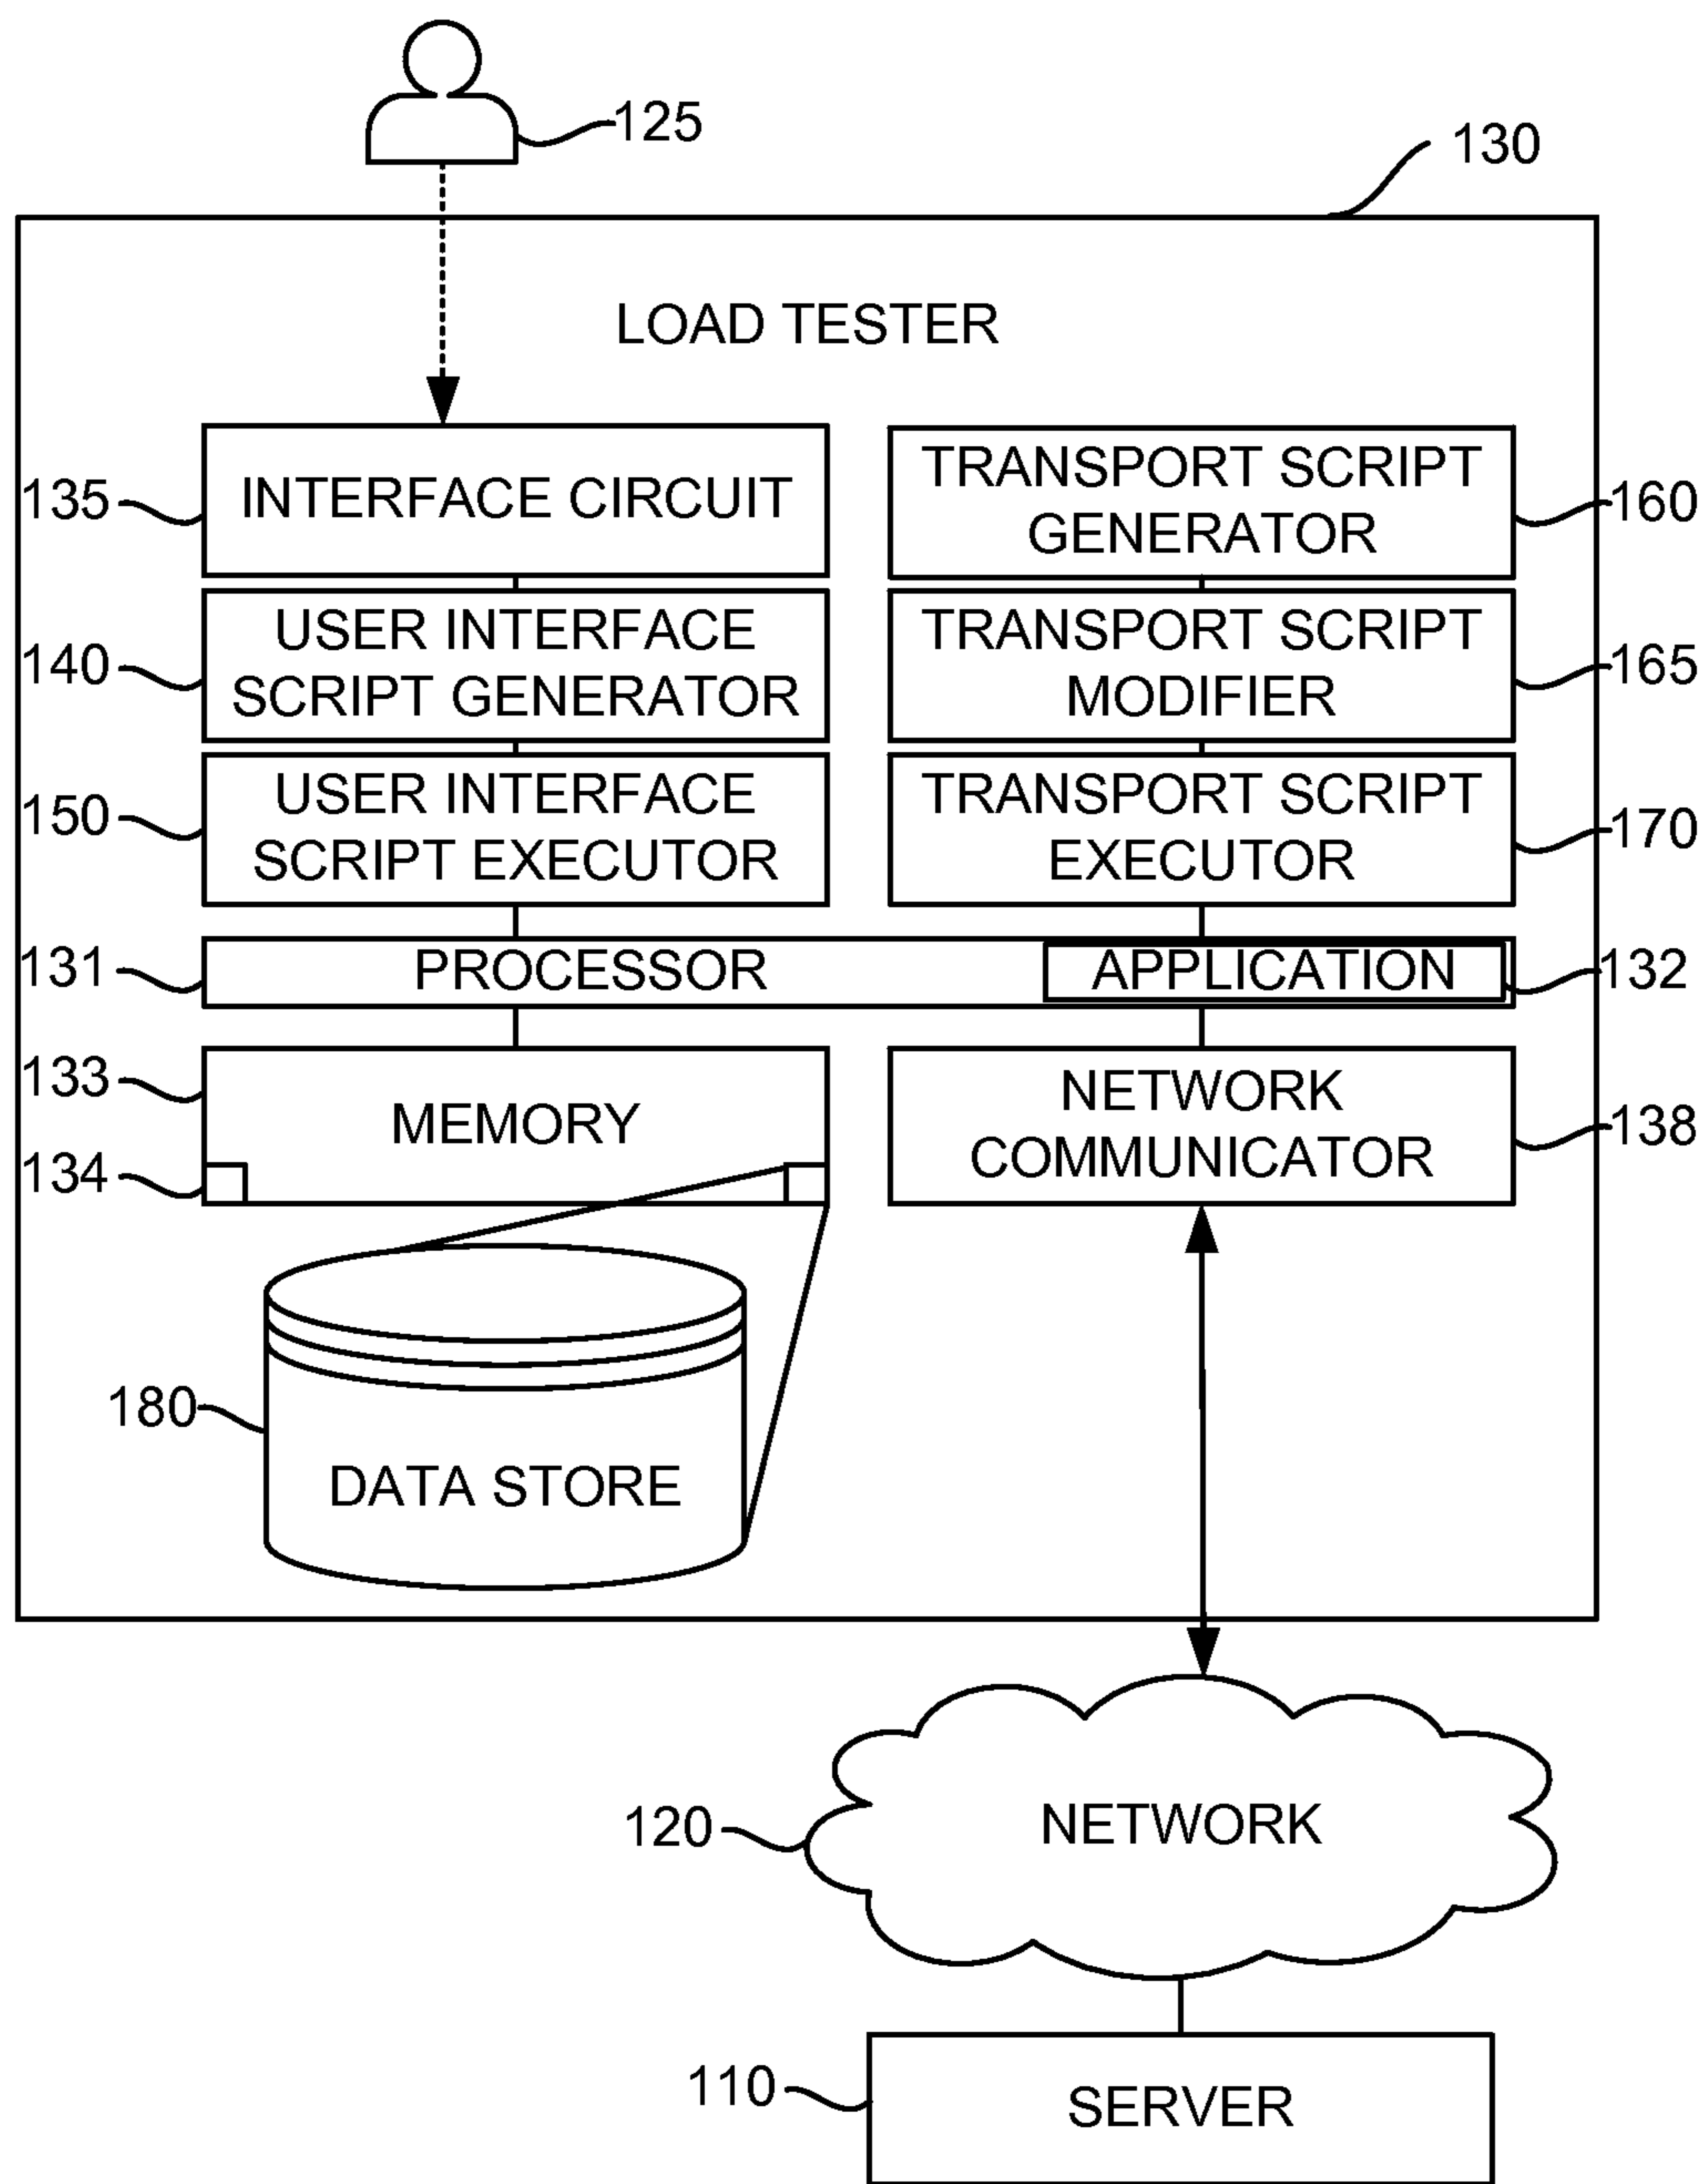 125
130
LOAD TESTER
135
INTERFACE CIRCUIT
TRANSPORT SCRIPT
GENERATOR
160
140
USER INTERFACE
SCRIPT GENERATOR
TRANSPORT SCRIPT
MODIFIER
165
150
USER INTERFACE
SCRIPT EXECUTOR
TRANSPORT SCRIPT
EXECUTOR
170
131
PROCESSOR
APPLICATION
132
133
MEMORY
134
NETWORK
COMMUNICATOR
138
180
DATA STORE
120
NETWORK
110
SERVER